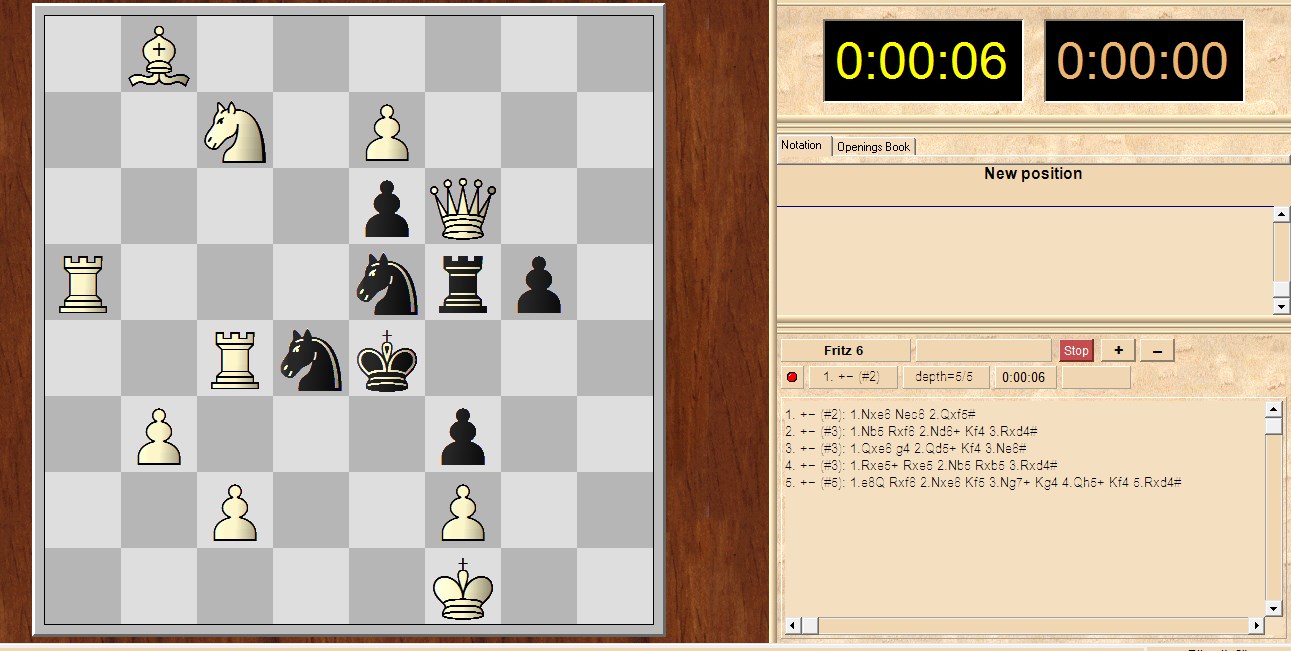 0:00:06 0:00:00
Notation Openings Book
New position
Fritz 6 Stop + –
1. +– (#2) depth=5/5 0:00:06
1. +– (#2): 1.Nxe6 Nec6 2.Qxf5#
2. +– (#3): 1.Nb5 Rxf6 2.Nd6+ Kf4 3.Rxd4#
3. +– (#3): 1.Qxe6 g4 2.Qd5+ Kf4 3.Ne6#
4. +– (#3): 1.Rxe5+ Rxe5 2.Nb5 Rxb5 3.Rxd4#
5. +– (#5): 1.e8Q Rxf6 2.Nxe6 Kf5 3.Ng7+ Kg4 4.Qh5+ Kf4 5.Rxd4#